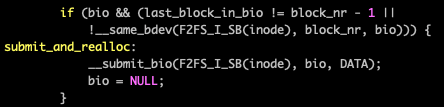 if (bio && (last_block_in_bio != block_nr - 1 ||
!__same_bdev(F2FS_I_SB(inode), block_nr, bio))) {
submit_and_realloc:
__submit_bio(F2FS_I_SB(inode), bio, DATA);
bio = NULL;
}